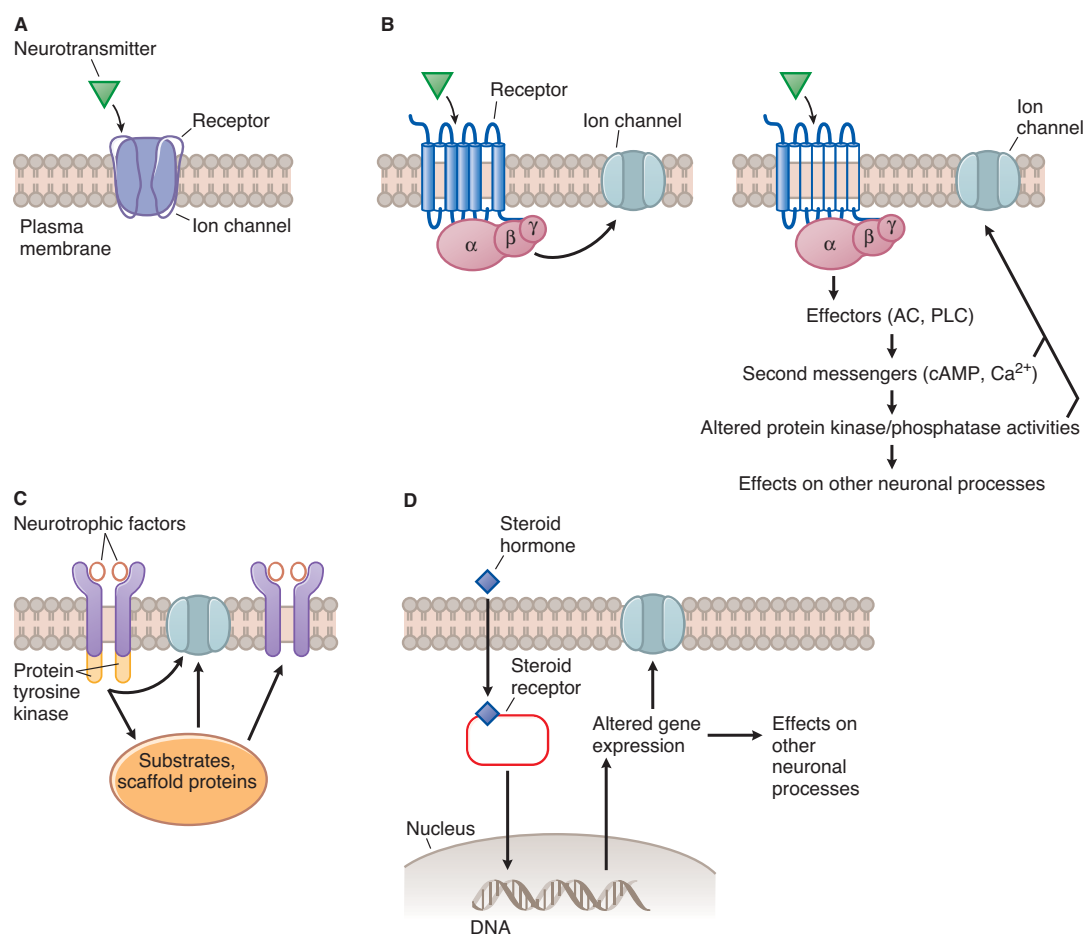 A
Neurotransmitter
Receptor
Plasma
membrane
Ion channel
B
Receptor
Ion channel
α
β
γ
Ion
channel
α
β
γ
Effectors (AC, PLC)
Second messengers (cAMP, Ca²⁺)
Altered protein kinase/phosphatase activities
Effects on other neuronal processes
C
Neurotrophic factors
Protein
tyrosine
kinase
Substrates,
scaffold proteins
D
Steroid
hormone
Steroid
receptor
Altered gene
expression
Effects on
other
neuronal
processes
Nucleus
DNA